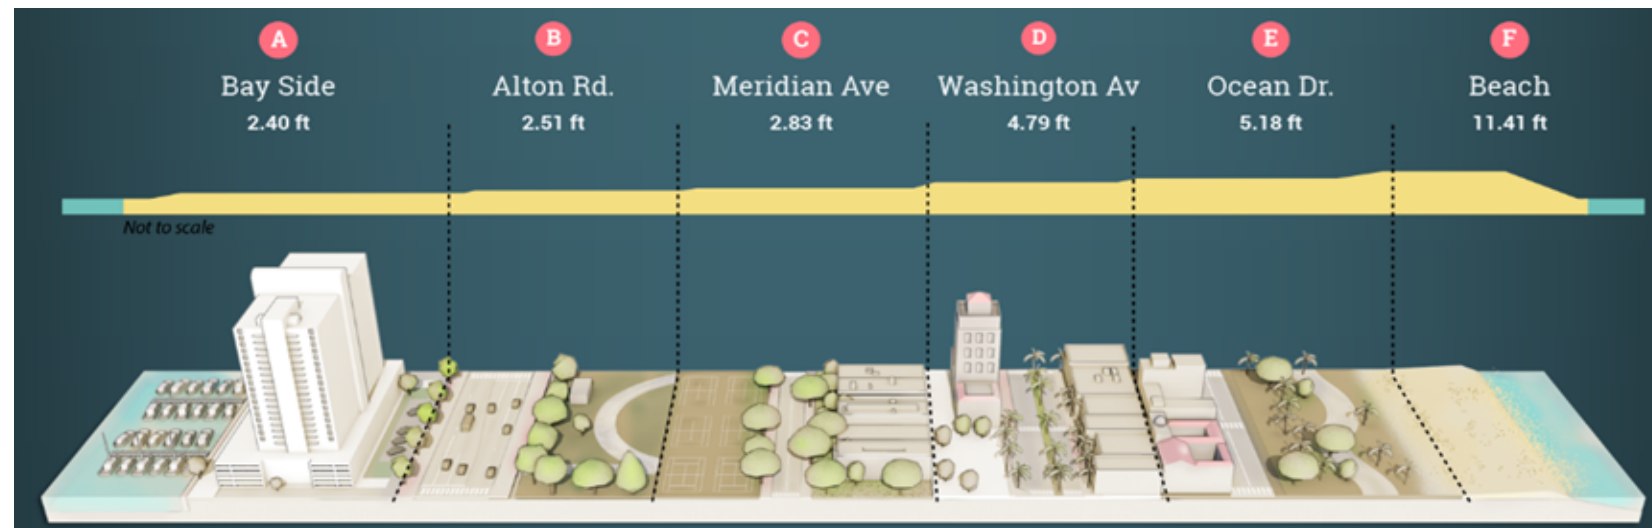 A
Bay Side
2.40 ft
B
Alton Rd.
2.51 ft
C
Meridian Ave
2.83 ft
D
Washington Av
4.79 ft
E
Ocean Dr.
5.18 ft
F
Beach
11.41 ft
Not to scale